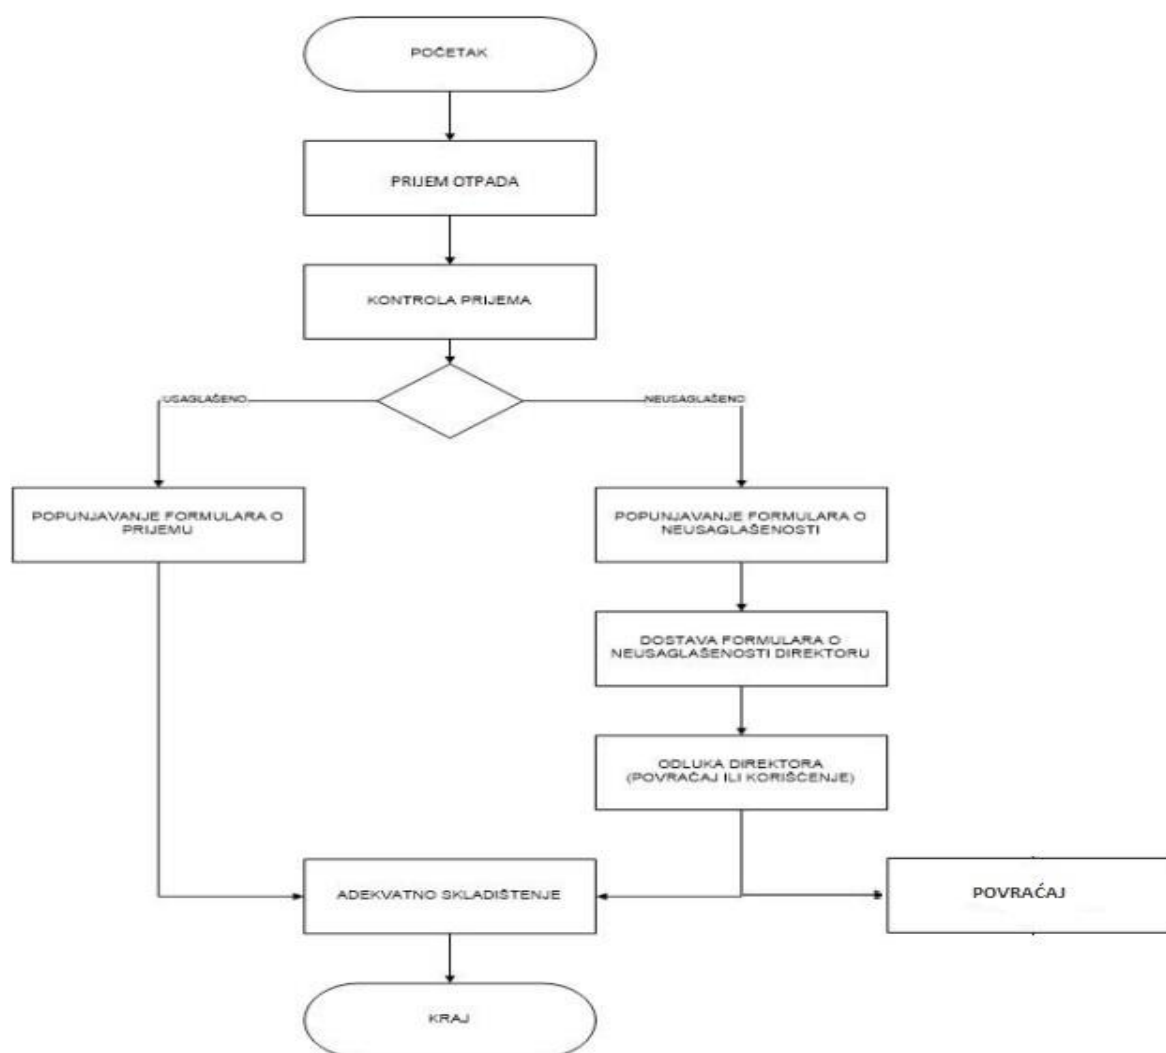 POČETAK
PRIJEM OTPADA
KONTROLA PRIJEMA
USAGLAŠENO
NEUSAGLAŠENO
POPUNJAVANJE FORMULARA O
PRIJEMU
POPUNJAVANJE FORMULARA O
NEUSAGLAŠENOSTI
DOSTAVA FORMULARA O
NEUSAGLAŠENOSTI DIREKTORU
ODLUKA DIREKTORA
(POVRAĆAJ ILI KORIŠĆENJE)
ADEKVATNO SKLADIŠTENJE
POVRAĆAJ
KRAJ